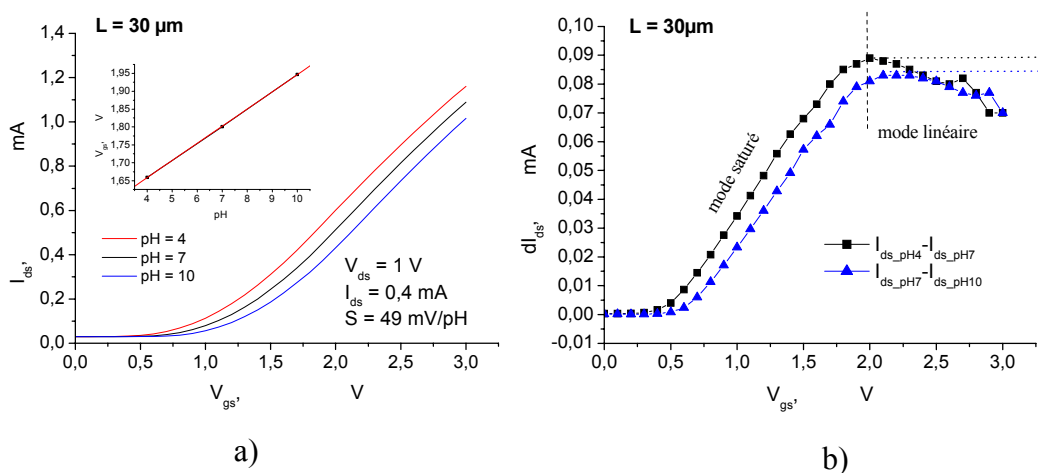 L = 30 µm
I_ds, mA
1,4
1,2
1,0
0,8
0,6
0,4
0,2
0,0
V_gs, V
1,95
1,90
1,85
1,80
1,75
1,70
1,65
4 5 6 7 8 9 10
pH
pH = 4
pH = 7
pH = 10
V_ds = 1 V
I_ds = 0,4 mA
S = 49 mV/pH
0,0 0,5 1,0 1,5 2,0 2,5 3,0
V_gs, V
a)
L = 30µm
dI_ds, mA
0,10
0,09
0,08
0,07
0,06
0,05
0,04
0,03
0,02
0,01
0,00
-0,01
mode saturé
mode linéaire
I_ds_pH4-I_ds_pH7
I_ds_pH7-I_ds_pH10
0,0 0,5 1,0 1,5 2,0 2,5 3,0
V_gs, V
b)